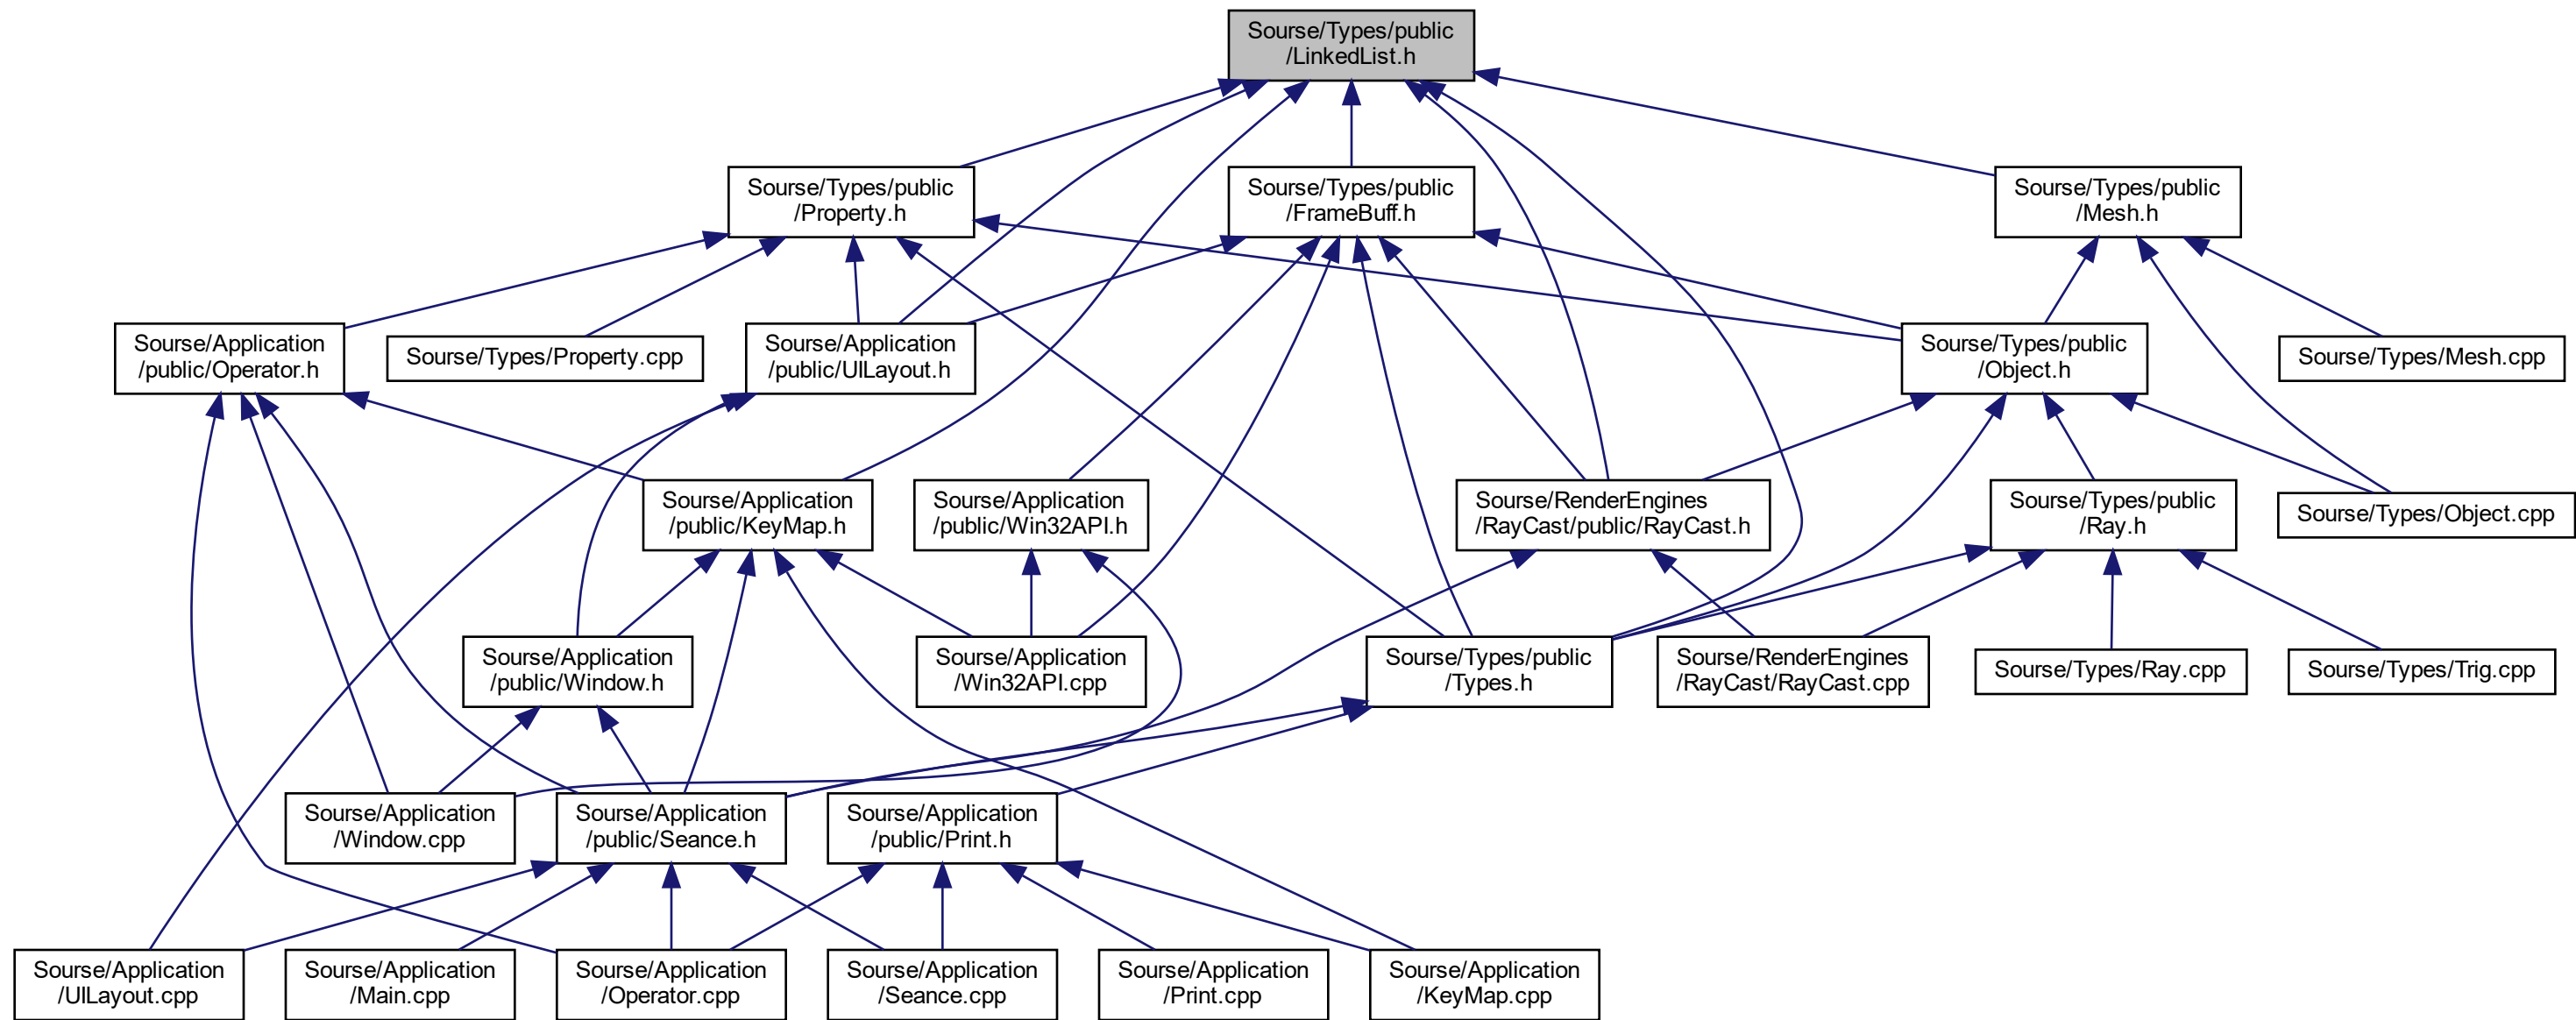 Sourse/Types/public
/LinkedList.h
Sourse/Types/public
/Property.h
Sourse/Types/public
/FrameBuff.h
Sourse/Types/public
/Mesh.h
Sourse/Application
/public/Operator.h
Sourse/Types/Property.cpp
Sourse/Application
/public/UILayout.h
Sourse/Types/public
/Object.h
Sourse/Types/Mesh.cpp
Sourse/Application
/public/KeyMap.h
Sourse/Application
/public/Win32API.h
Sourse/RenderEngines
/RayCast/public/RayCast.h
Sourse/Types/public
/Ray.h
Sourse/Types/Object.cpp
Sourse/Application
/public/Window.h
Sourse/Application
/Win32API.cpp
Sourse/Types/public
/Types.h
Sourse/RenderEngines
/RayCast/RayCast.cpp
Sourse/Types/Ray.cpp
Sourse/Types/Trig.cpp
Sourse/Application
/Window.cpp
Sourse/Application
/public/Seance.h
Sourse/Application
/public/Print.h
Sourse/Application
/UILayout.cpp
Sourse/Application
/Main.cpp
Sourse/Application
/Operator.cpp
Sourse/Application
/Seance.cpp
Sourse/Application
/Print.cpp
Sourse/Application
/KeyMap.cpp